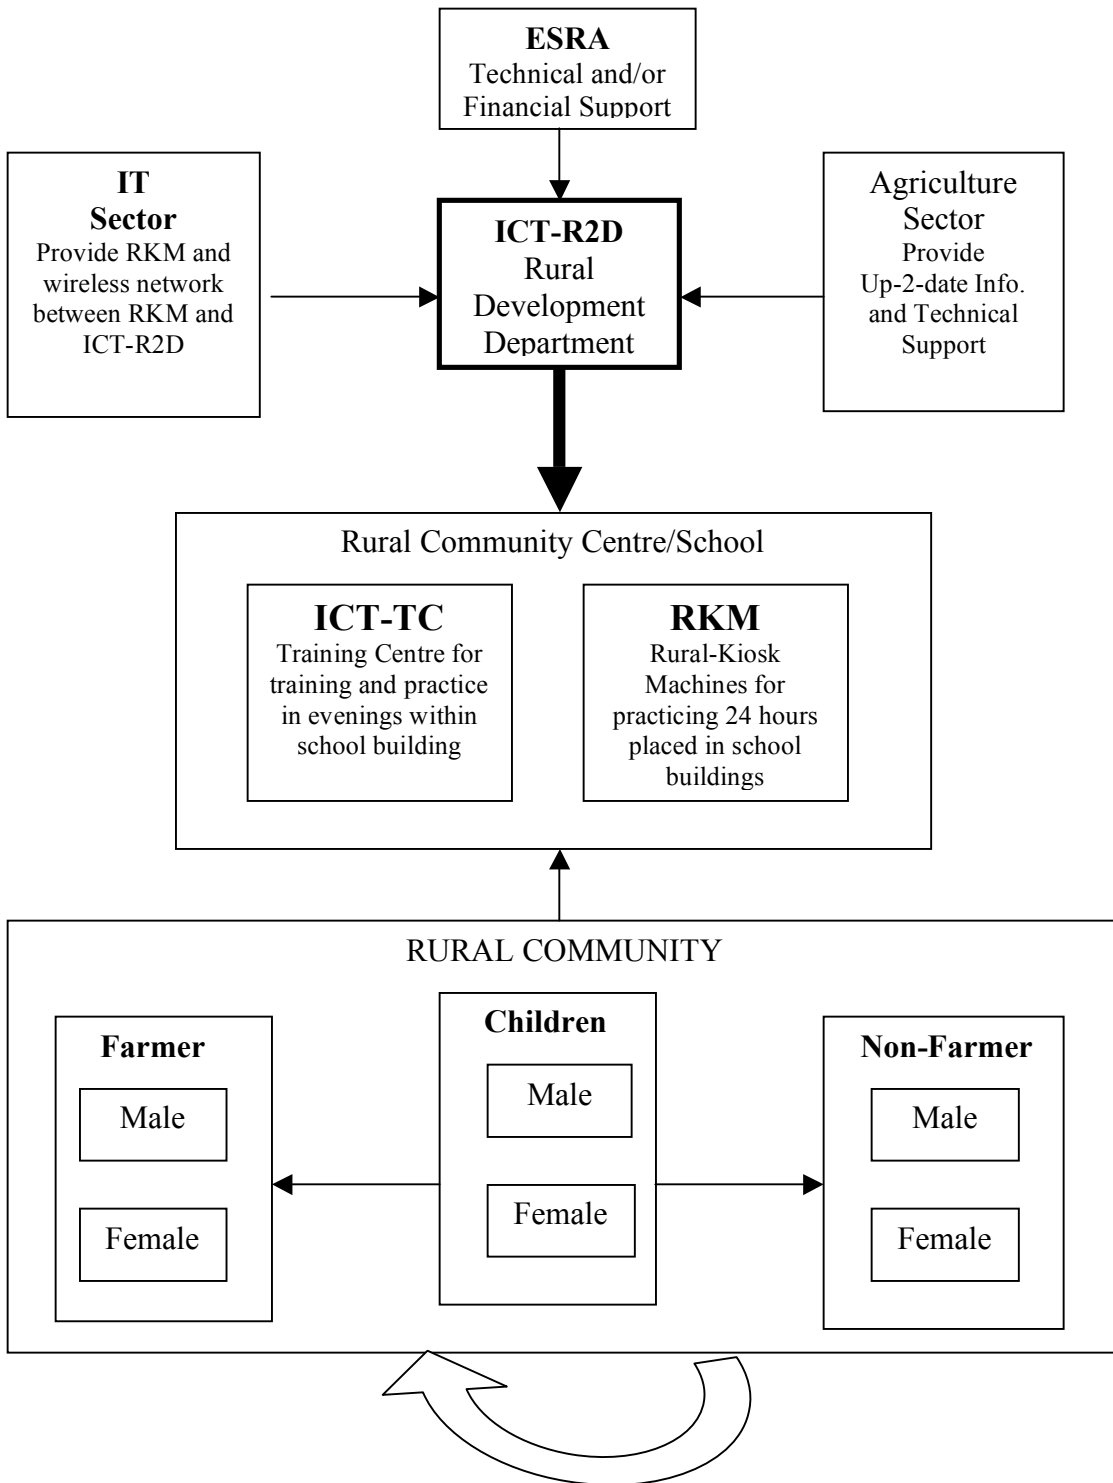 ESRA
Technical and/or
Financial Support
IT
Sector
Provide RKM and
wireless network
between RKM and
ICT-R2D
ICT-R2D
Rural
Development
Department
Agriculture
Sector
Provide
Up-2-date Info.
and Technical
Support
Rural Community Centre/School
ICT-TC
Training Centre for
training and practice
in evenings within
school building
RKM
Rural-Kiosk
Machines for
practicing 24 hours
placed in school
buildings
RURAL COMMUNITY
Farmer
Male
Female
Children
Male
Female
Non-Farmer
Male
Female